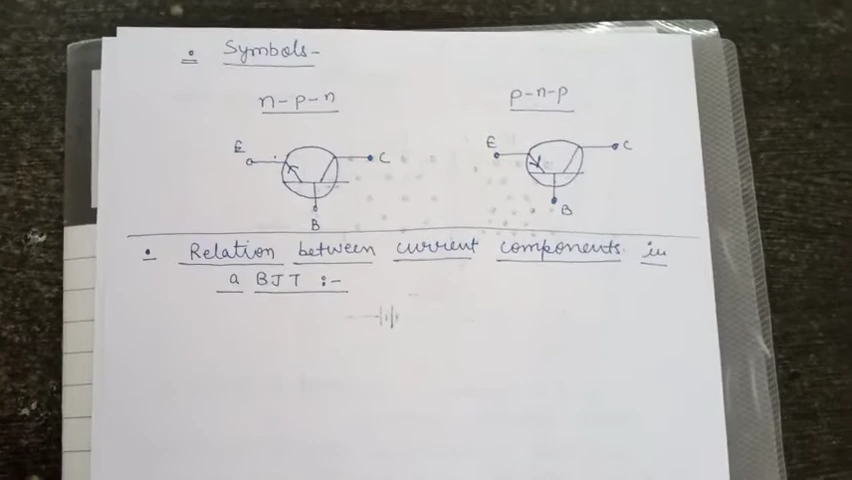 : Symbols-
n-p-n
p-n-p
E
C
B
E
C
B
• Relation between current components in
a BJT :-